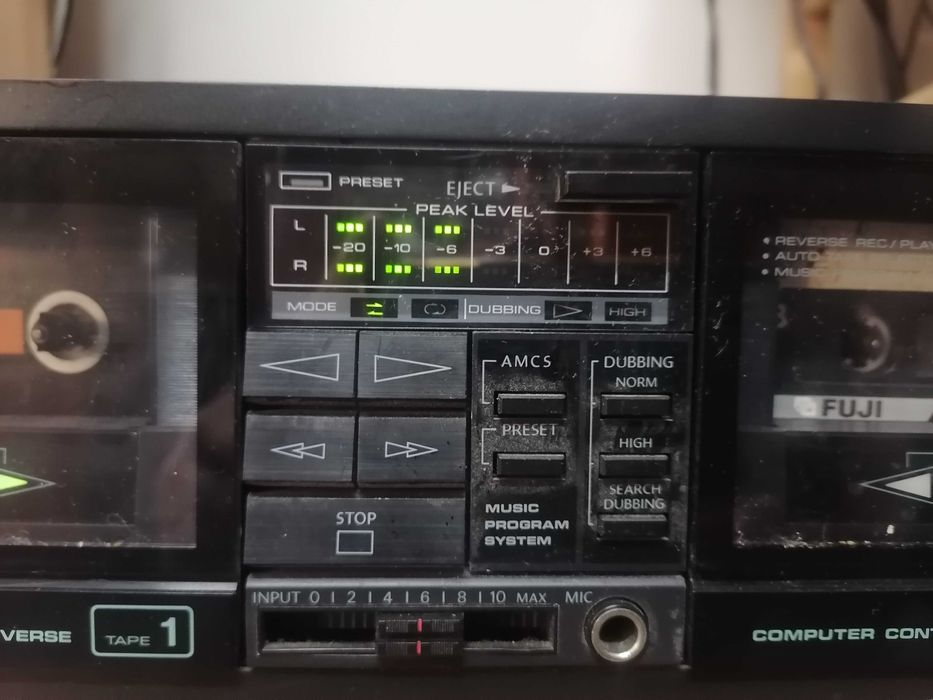 PRESET
EJECT
PEAK LEVEL
L
-20 -10 -6 -3 0 +3 +6
R
MODE DUBBING HIGH
AMCS
PRESET
MUSIC
PROGRAM
SYSTEM
DUBBING
NORM
HIGH
SEARCH
DUBBING
STOP
INPUT 0 | 2 | 4 | 6 | 8 | 10 MAX MIC
VERSE
TAPE 1
• REVERSE REC/PLAY
• AUTO
• MUSIC
FUJI
COMPUTER CONT